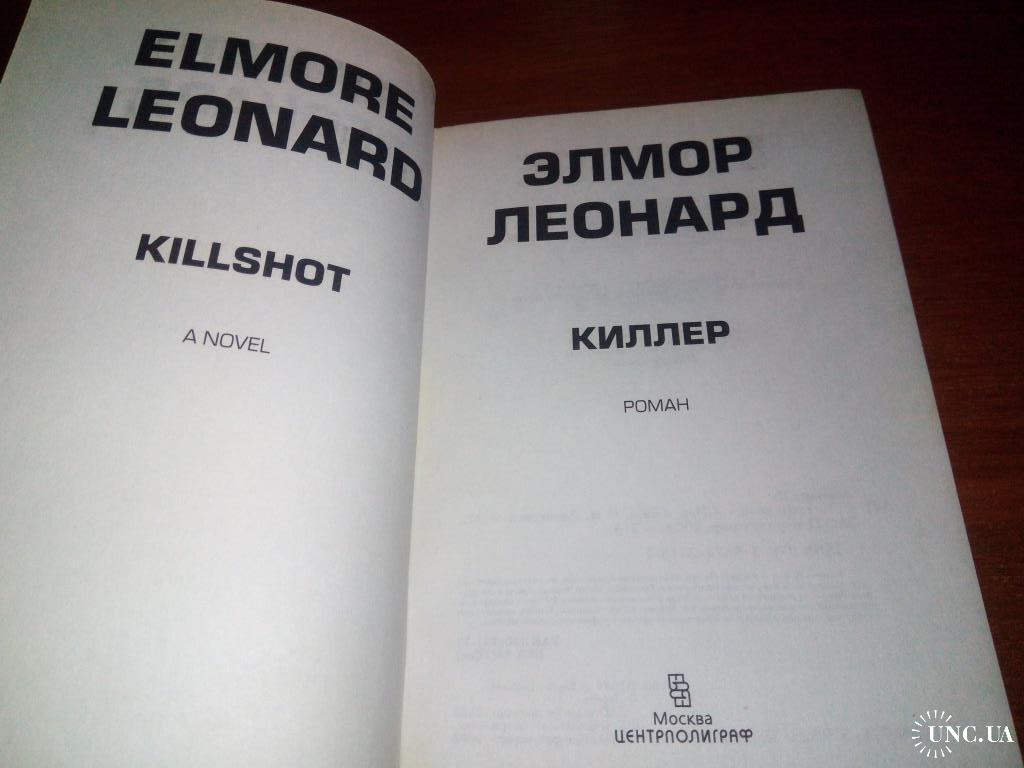 ELMORE
LEONARD
KILLSHOT
A NOVEL
ЭЛМОР
ЛЕОНАРД
КИЛЛЕР
РОМАН
Москва
ЦЕНТРПОЛИГРАФ
UNC.UA